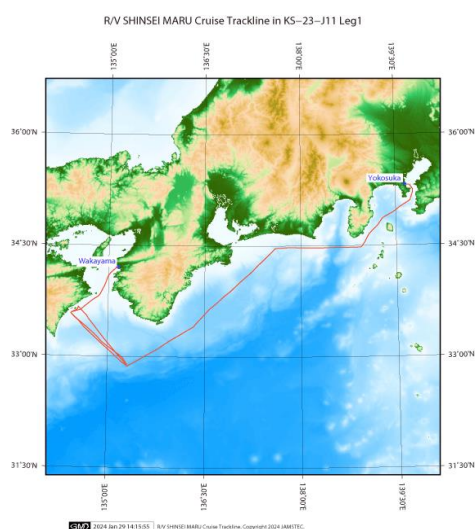 R/V SHINSEI MARU Cruise Trackline in KS-23-J11 Leg1
135°00'E 136°30'E 138°00'E 139°30'E
36°00'N 36°00'N
Yokosuka
34°30'N 34°30'N
Wakayama
33°00'N 33°00'N
31°30'N 31°30'N
135°00'E 136°30'E 138°00'E 139°30'E
GMD 2024 Jan 29 14:15:55 R/V SHINSEI MARU Cruise Trackline, Copyright 2024 JAMSTEC.